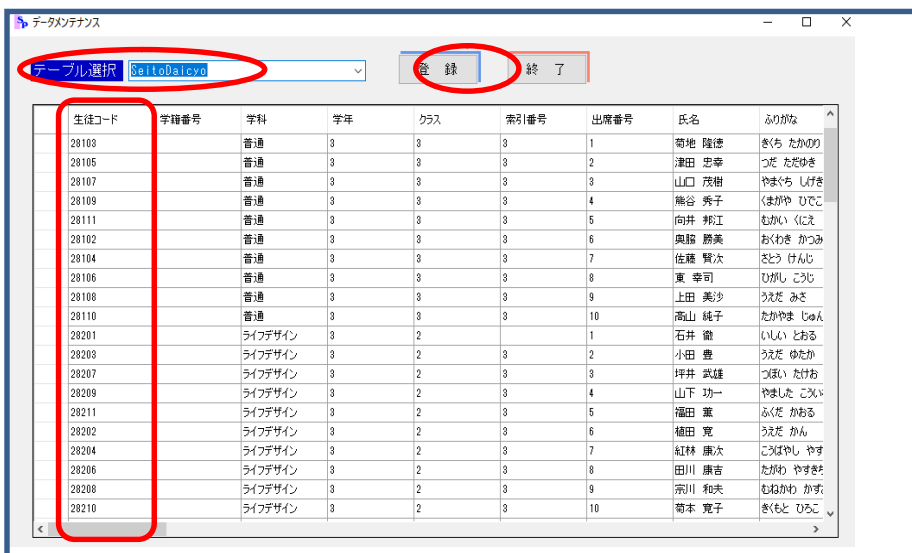 データメンテナンス
テーブル選択 SeitoDaicyo 登 録 終 了
生徒コード 学籍番号 学科 学年 クラス 索引番号 出席番号 氏名 ふりがな
28103 普通 3 3 3 1 菊地 隆徳 きくち たかのり
28105 普通 3 3 3 2 津田 忠幸 つだ ただゆき
28107 普通 3 3 3 3 山口 茂樹 やまぐち しげき
28109 普通 3 3 3 4 熊谷 秀子 くまがや ひでこ
28111 普通 3 3 3 5 向井 邦江 むかい くにえ
28102 普通 3 3 3 6 奥脇 勝美 おくわき かつみ
28104 普通 3 3 3 7 佐藤 賢次 さとう けんじ
28106 普通 3 3 3 8 東 幸司 ひがし こうじ
28108 普通 3 3 3 9 上田 美沙 うえだ みさ
28110 普通 3 3 3 10 高山 純子 たかやま じゅん
28201 ライフデザイン 3 2 1 石井 徹 いしい とおる
28203 ライフデザイン 3 2 3 2 小田 豊 うえだ ゆたか
28207 ライフデザイン 3 2 3 3 坪井 武雄 つぼい たけお
28209 ライフデザイン 3 2 3 4 山下 功一 やました こうい
28211 ライフデザイン 3 2 3 5 福田 薫 ふくだ かおる
28202 ライフデザイン 3 2 3 6 植田 寛 うえだ かん
28204 ライフデザイン 3 2 3 7 紅林 康次 こうばやし やす
28206 ライフデザイン 3 2 3 8 田川 康吉 たがわ やすきち
28208 ライフデザイン 3 2 3 9 宗川 和夫 むねかわ かず
28210 ライフデザイン 3 2 3 10 菊本 寛子 きくもと ひろこ